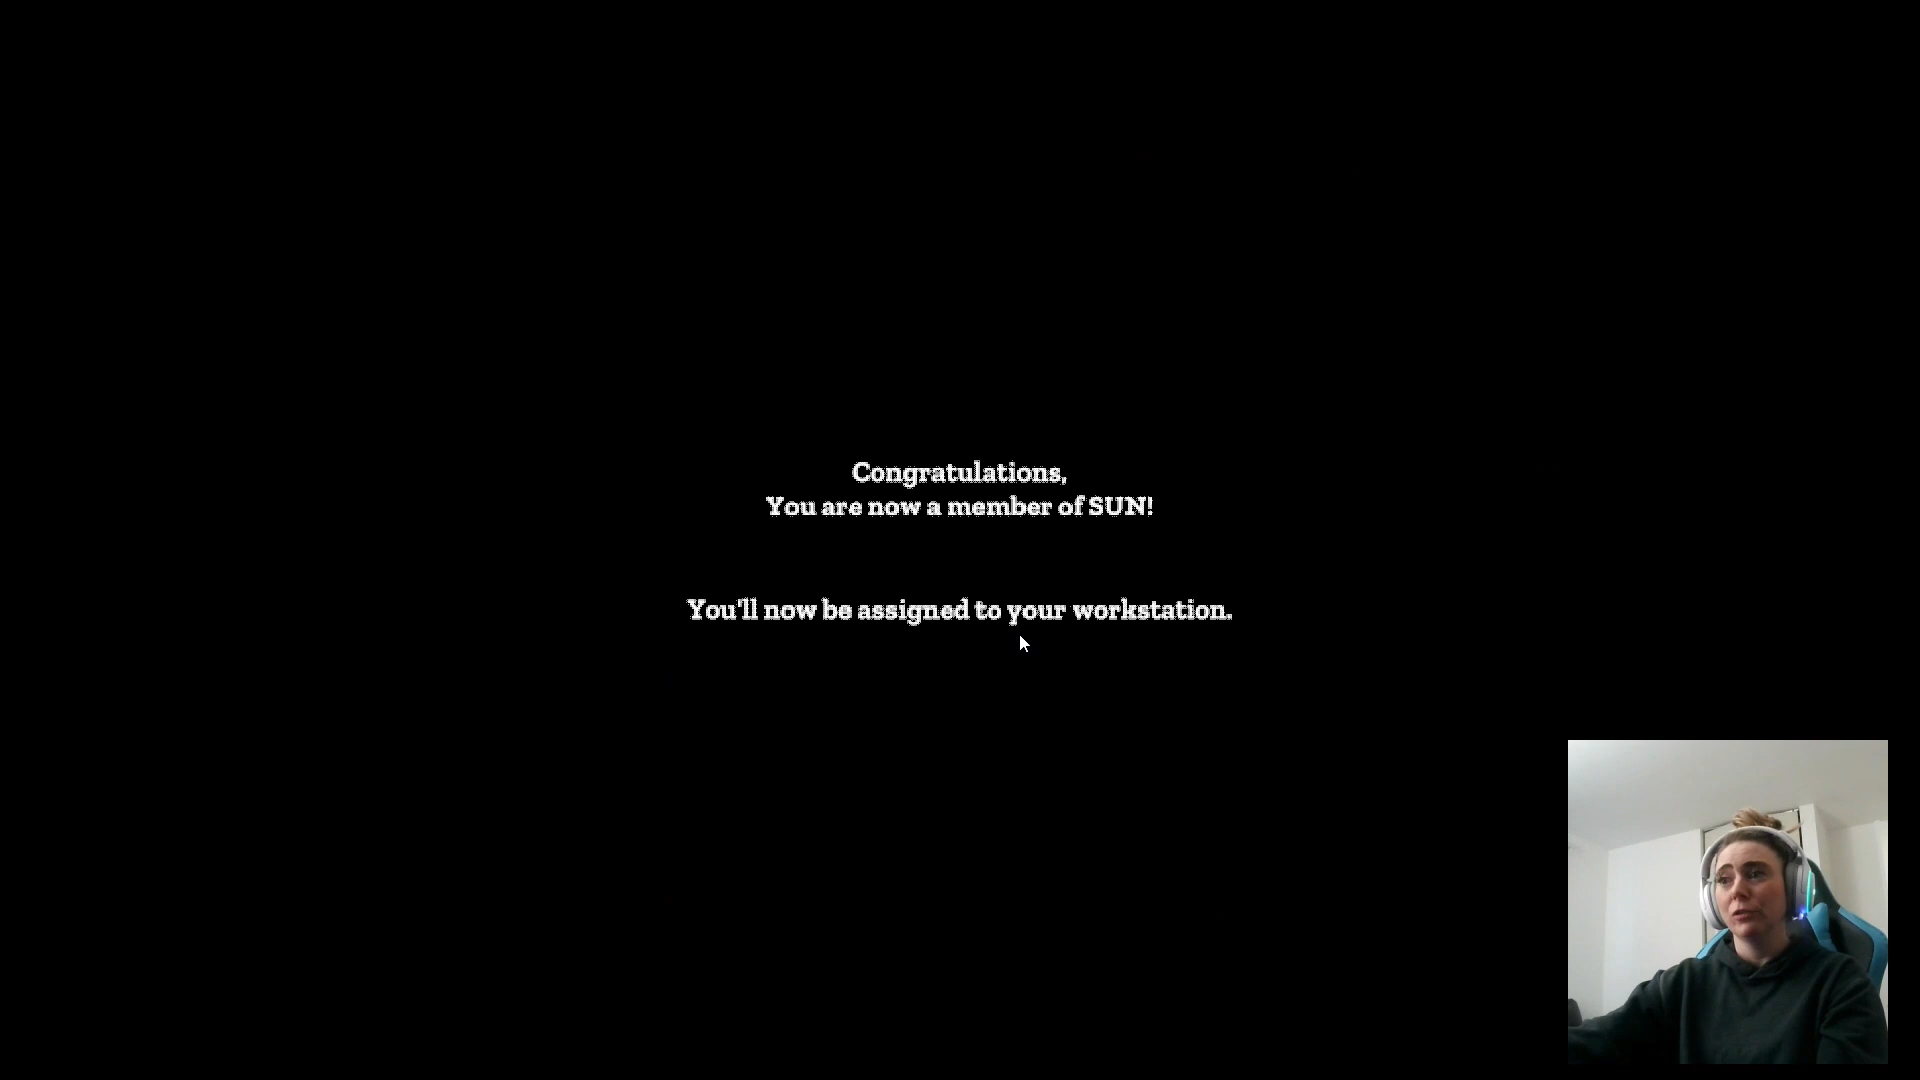 Congratulations,
You are now a member of SUN!
You'll now be assigned to your workstation.